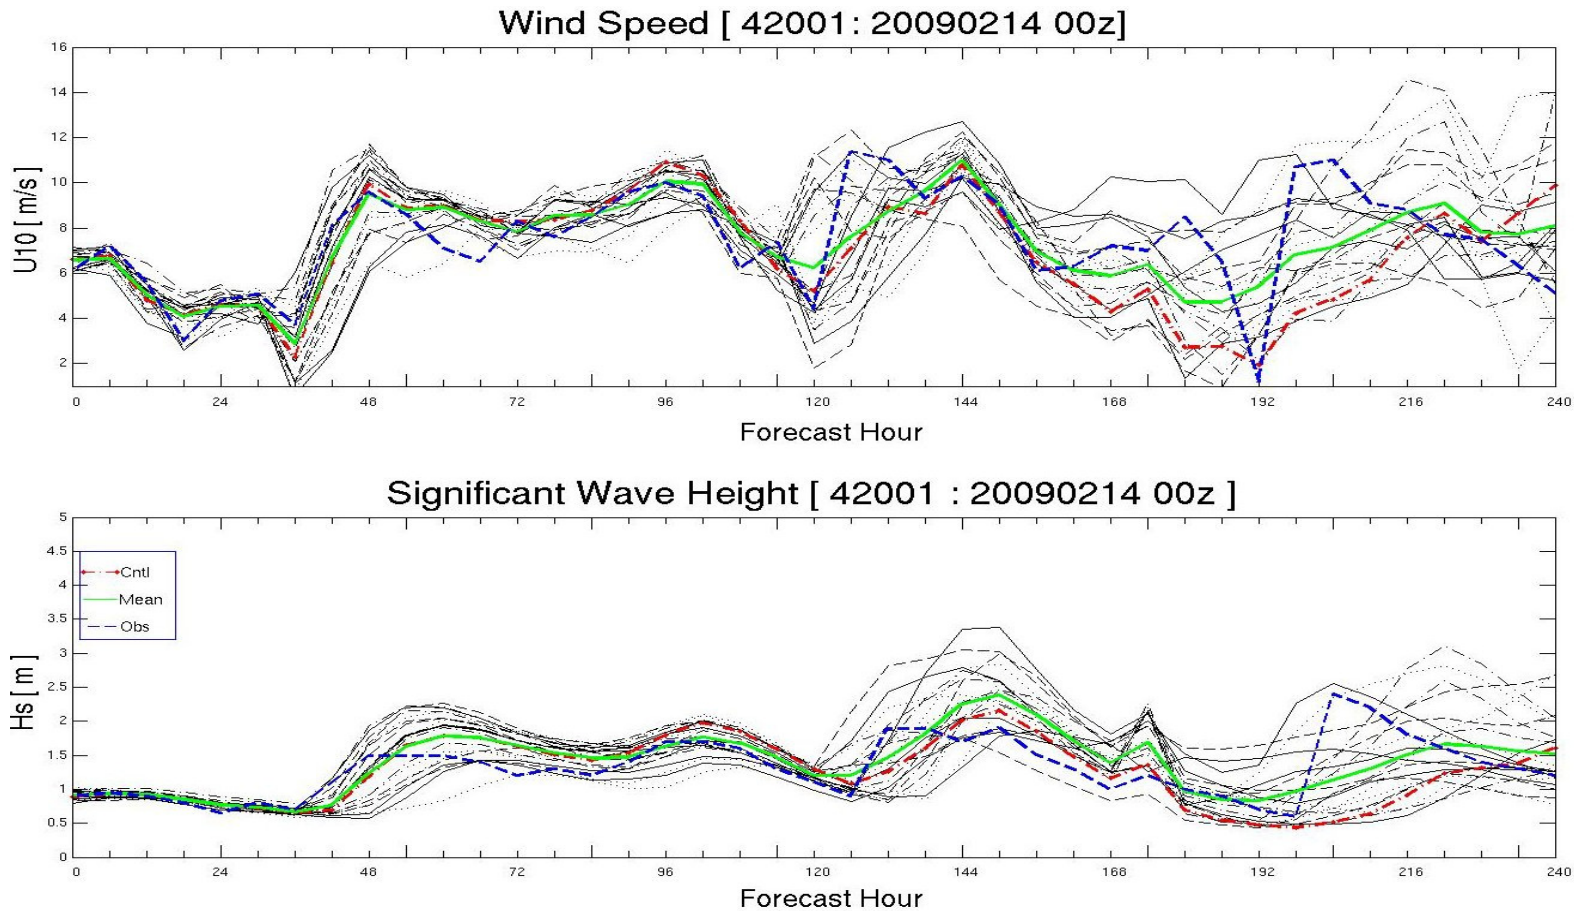 Wind Speed [ 42001: 20090214 00z]
16
14
12
10
8
6
4
2
U10 [ m/s ]
0 24 48 72 96 120 144 168 192 216 240
Forecast Hour
Significant Wave Height [ 42001 : 20090214 00z ]
5
4.5
4
3.5
3
2.5
2
1.5
1
0.5
0
Hs [ m ]
Cntl
Mean
Obs
0 24 48 72 96 120 144 168 192 216 240
Forecast Hour